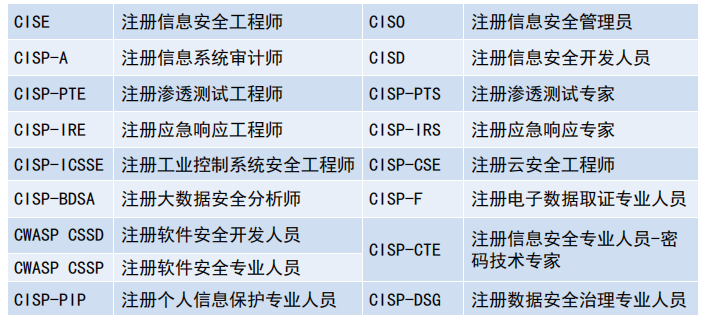 CISE 注册信息安全工程师 CISO 注册信息安全管理员
CISP-A 注册信息系统审计师 CISD 注册信息安全开发人员
CISP-PTE 注册渗透测试工程师 CISP-PTS 注册渗透测试专家
CISP-IRE 注册应急响应工程师 CISP-IRS 注册应急响应专家
CISP-ICSSE 注册工业控制系统安全工程师 CISP-CSE 注册云安全工程师
CISP-BDSA 注册大数据安全分析师 CISP-F 注册电子数据取证专业人员
CWASP CSSD 注册软件安全开发人员
CWASP CSSP 注册软件安全专业人员
CISP-CTE 注册信息安全专业人员-密
码技术专家
CISP-PIP 注册个人信息保护专业人员 CISP-DSG 注册数据安全治理专业人员